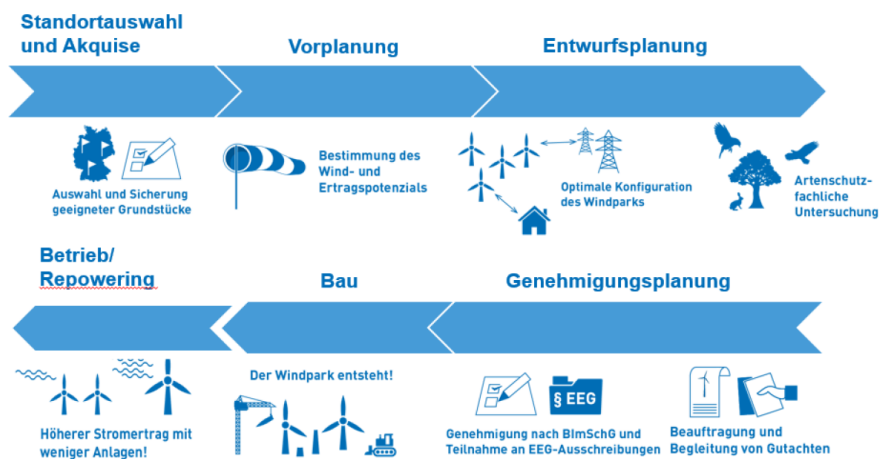 Standortauswahl
und Akquise
Vorplanung
Entwurfsplanung
Auswahl und Sicherung
geeigneter Grundstücke
Bestimmung des
Wind- und
Ertragspotenzials
Optimale Konfiguration
des Windparks
Artenschutz-
fachliche
Untersuchung
Betrieb/
Repowering
Bau
Genehmigungsplanung
Höherer Stromertrag mit
weniger Anlagen!
Der Windpark entsteht!
§ EEG
Genehmigung nach BImSchG und
Teilnahme an EEG-Ausschreibungen
Beauftragung und
Begleitung von Gutachten